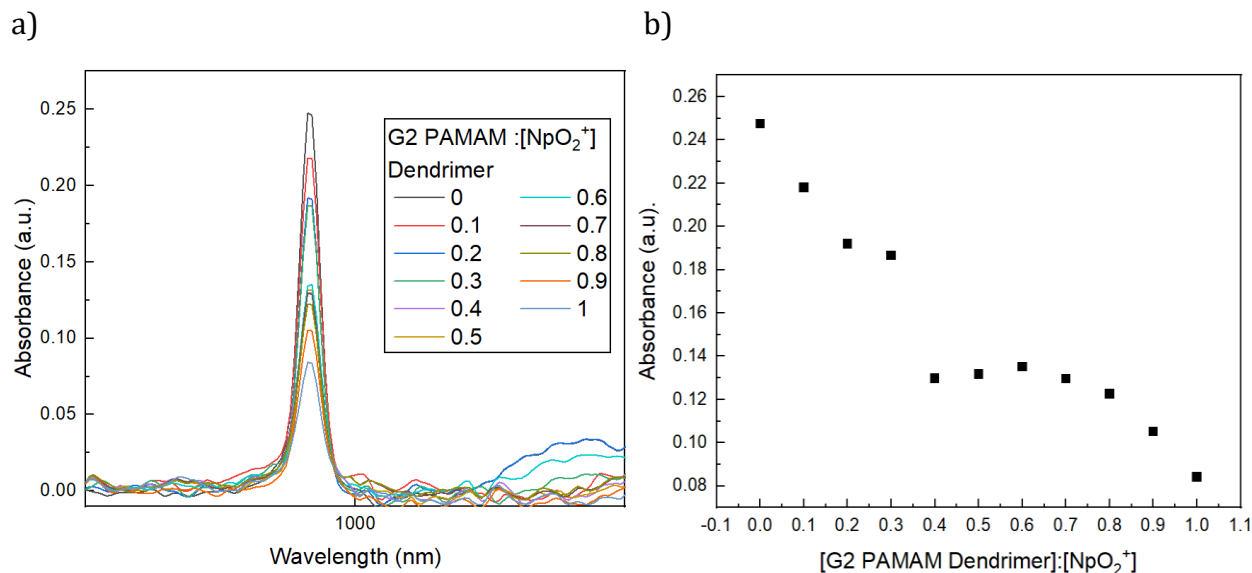 a)
b)
0.25
0.20
0.15
0.10
0.05
0.00
Absorbance (a.u.)
1000
Wavelength (nm)
G2 PAMAM :[NpO₂⁺]
Dendrimer
0 0.6
0.1 0.7
0.2 0.8
0.3 0.9
0.4 1
0.5
0.26
0.24
0.22
0.20
0.18
0.16
0.14
0.12
0.10
0.08
Absorbance (a.u).
-0.1 0.0 0.1 0.2 0.3 0.4 0.5 0.6 0.7 0.8 0.9 1.0 1.1
[G2 PAMAM Dendrimer]:[NpO₂⁺]